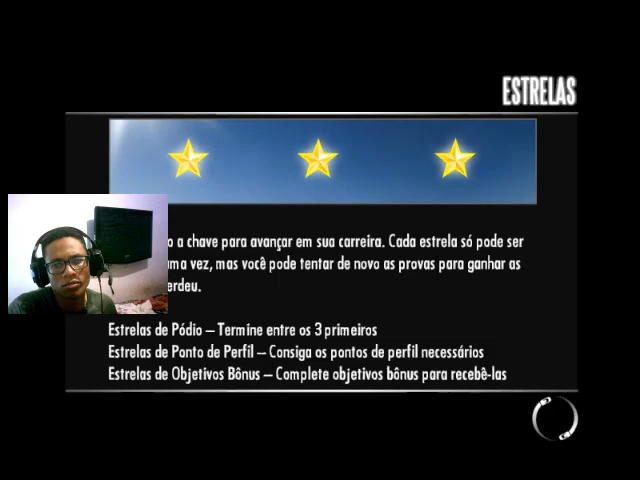 ESTRELAS
o a chave para avançar em sua carreira. Cada estrela só pode ser
uma vez, mas você pode tentar de novo as provas para ganhar as
erdeu.
Estrelas de Pódio – Termine entre os 3 primeiros
Estrelas de Ponto de Perfil – Consiga os pontos de perfil necessários
Estrelas de Objetivos Bônus – Complete objetivos bônus para recebê-las